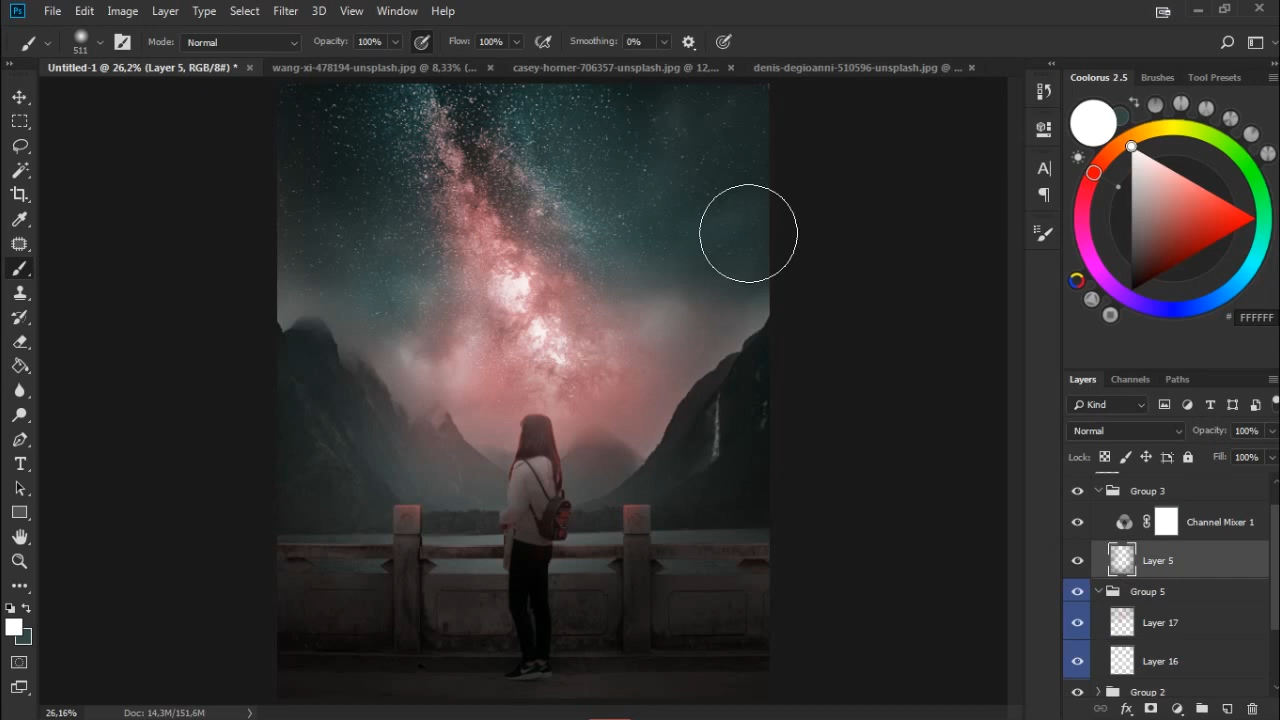 Ps File Edit Image Layer Type Select Filter 3D View Window Help
511 Mode: Normal Opacity: 100% Flow: 100% Smoothing: 0%
Untitled-1 @ 26,2% (Layer 5, RGB/8#) * × wang-xi-478194-unsplash.jpg @ 8,33% (... × casey-horner-706357-unsplash.jpg @ 12,... × denis-degioanni-510596-unsplash.jpg @ ... ×
Coolorus 2.5 Brushes Tool Presets
# FFFFFF
Layers Channels Paths
Kind
Normal Opacity: 100%
Lock: Fill: 100%
Group 3
Channel Mixer 1
Layer 5
Group 5
Layer 17
Layer 16
Group 2
26,16% Doc: 14,3M/151,6M